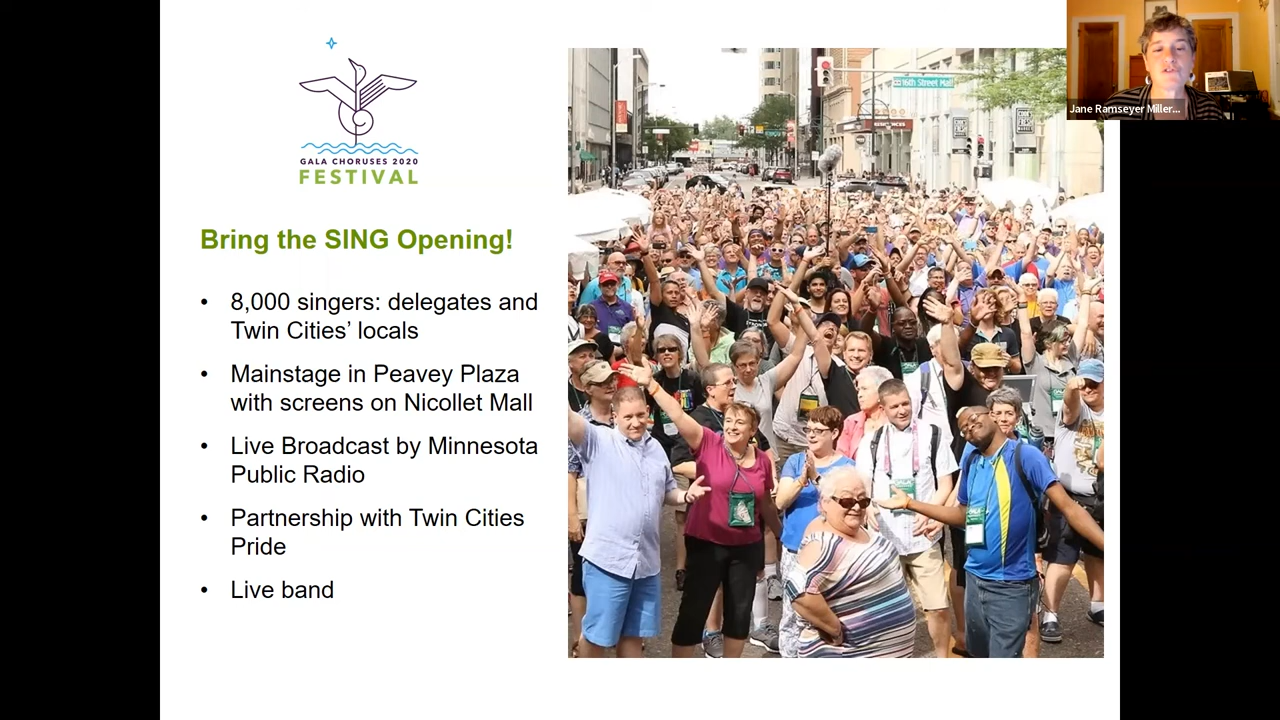 GALA CHORUSES 2020
FESTIVAL
Bring the SING Opening!
• 8,000 singers: delegates and
Twin Cities’ locals
• Mainstage in Peavey Plaza
with screens on Nicollet Mall
• Live Broadcast by Minnesota
Public Radio
• Partnership with Twin Cities
Pride
• Live band
16th Street Mall
Jane Ramseyer Miller...